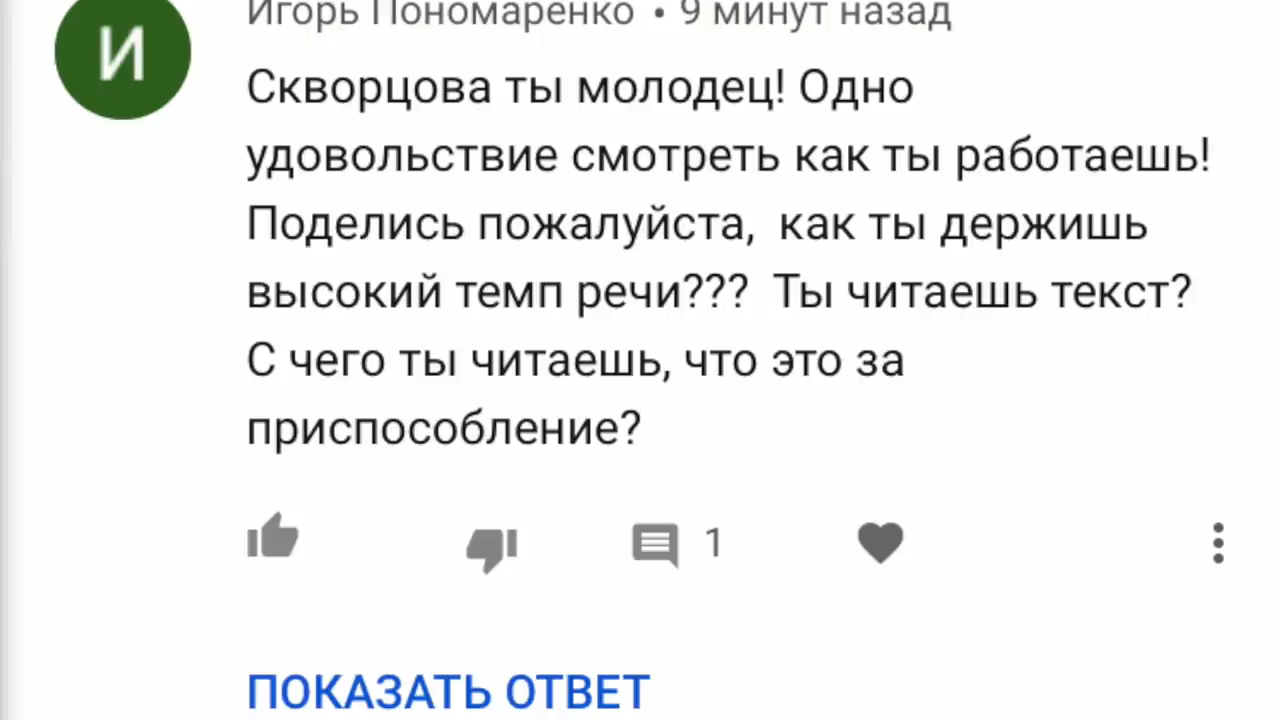 И
Игорь Пономаренко • 9 минут назад
Скворцова ты молодец! Одно
удовольствие смотреть как ты работаешь!
Поделись пожалуйста,  как ты держишь
высокий темп речи???  Ты читаешь текст?
С чего ты читаешь, что это за
приспособление?
1
ПОКАЗАТЬ ОТВЕТ